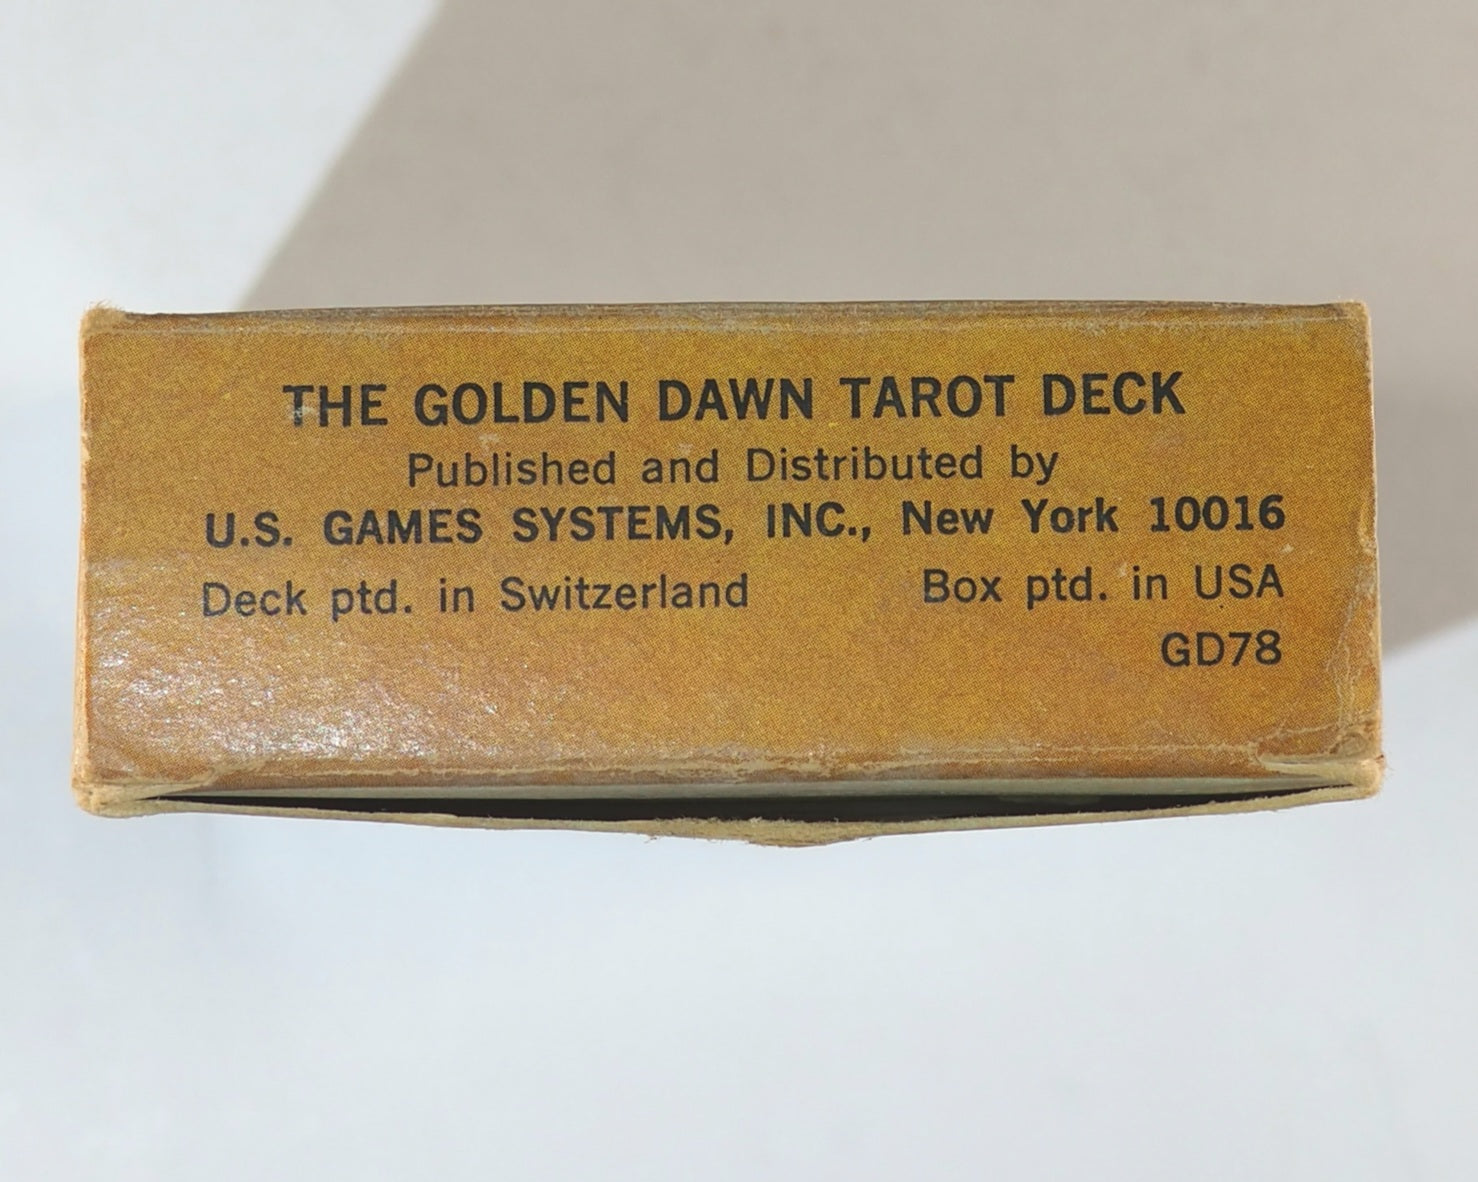 THE GOLDEN DAWN TAROT DECK
Published and Distributed by
U.S. GAMES SYSTEMS, INC., New York 10016
Deck ptd. in Switzerland Box ptd. in USA
GD78